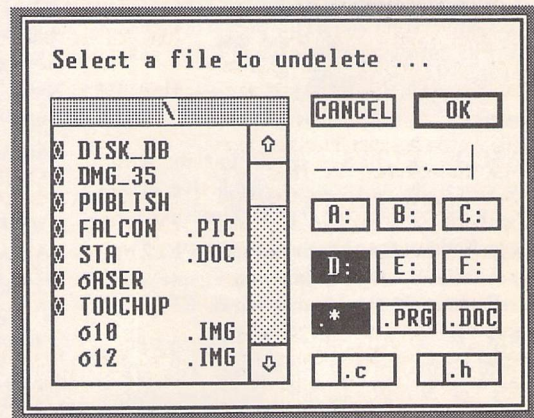 Select a file to undelete ...
\
CANCEL
OK
◊ DISK_DB
◊ DMG_35
◊ PUBLISH
◊ FALCON .PIC
◊ STA .DOC
◊ σASER
◊ TOUCHUP
σ10 .IMG
σ12 .IMG
___________|
A:
B:
C:
D:
E:
F:
.*
.PRG
.DOC
.c
.h